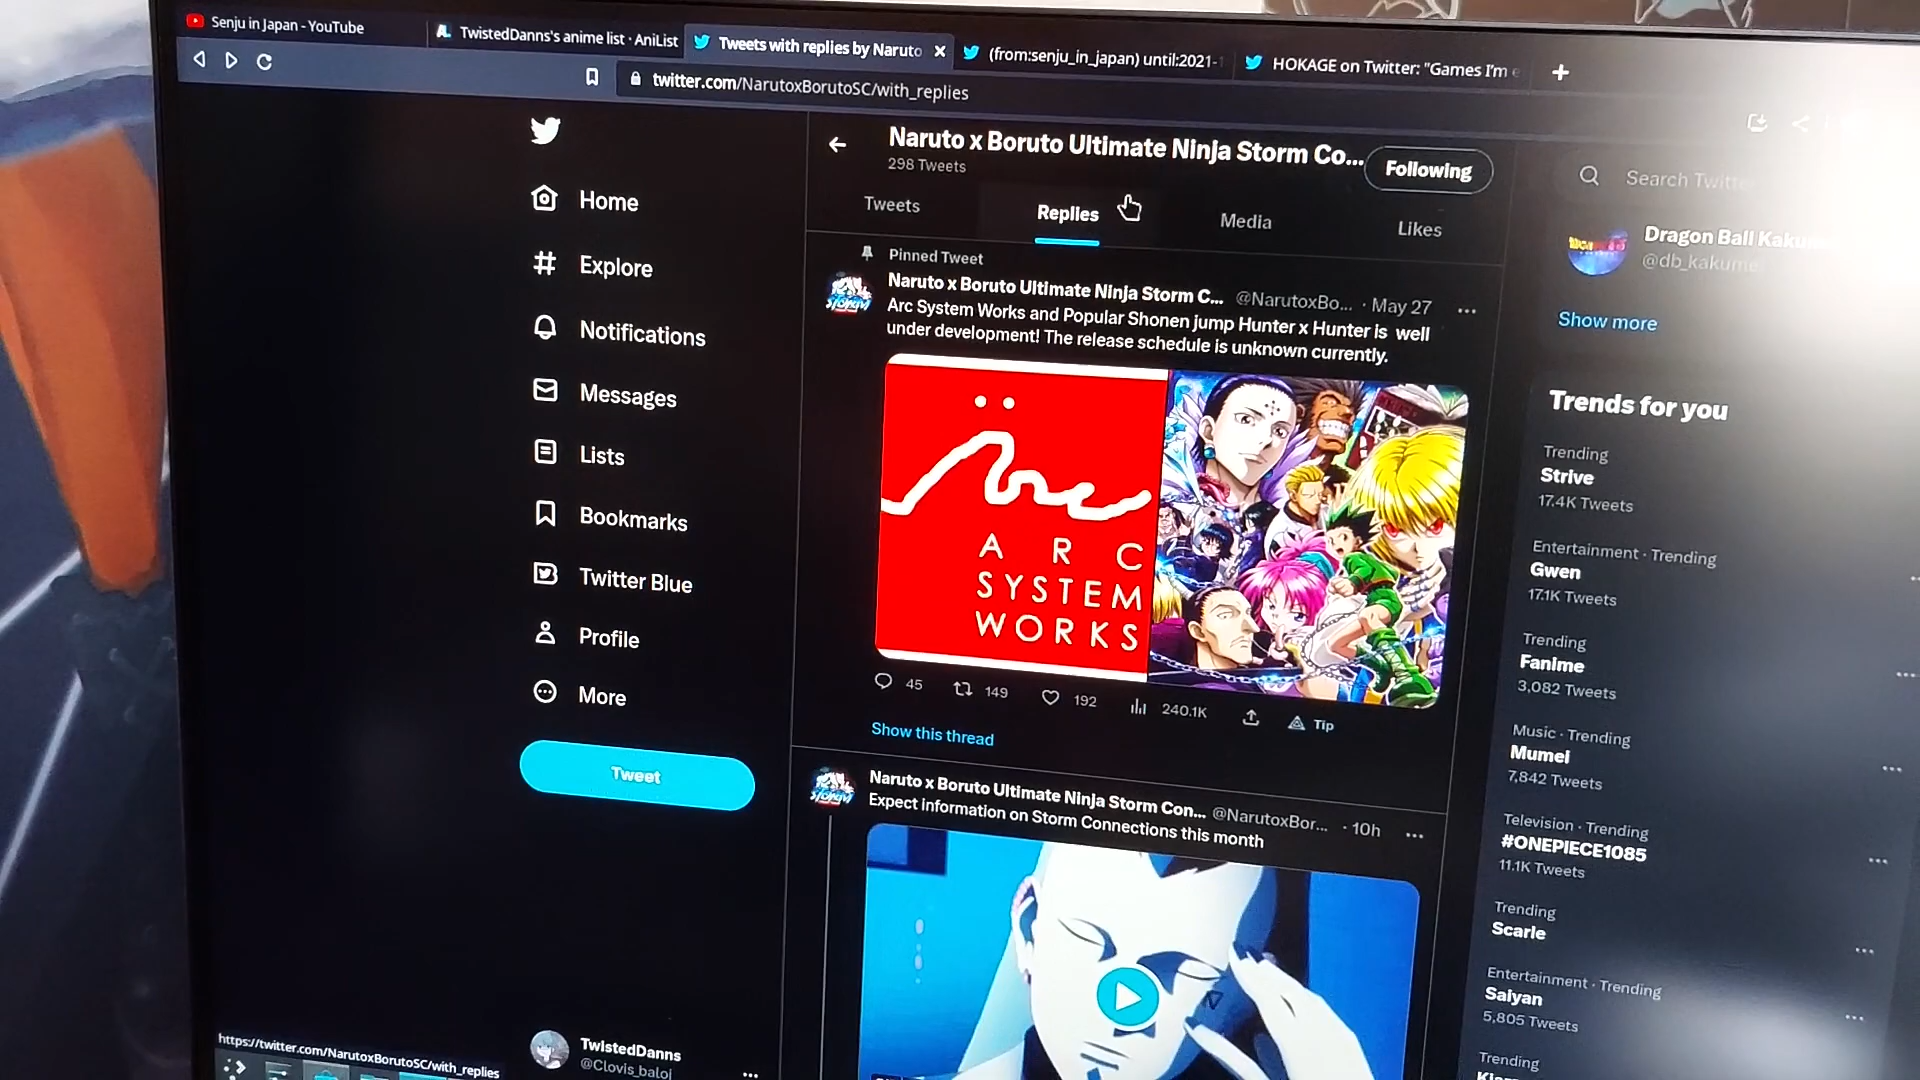 Senju in Japan - YouTube
TwistedDanns's anime list · AniList
Tweets with replies by Naruto
(from:senju_in_japan) until:2021-1
HOKAGE on Twitter: "Games I'm e
twitter.com/NarutoxBorutoSC/with_replies
Home
Explore
Notifications
Messages
Lists
Bookmarks
Twitter Blue
Profile
More
Tweet
Naruto x Boruto Ultimate Ninja Storm Co...
298 Tweets
Following
Tweets
Replies
Media
Likes
Pinned Tweet
Naruto x Boruto Ultimate Ninja Storm C... @NarutoxBo... · May 27
Arc System Works and Popular Shonen jump Hunter x Hunter is well
under development! The release schedule is unknown currently.
ARC
SYSTEM
WORKS
45 149 192 240.1K Tip
Show this thread
Naruto x Boruto Ultimate Ninja Storm Con... @NarutoxBor... · 10h
Expect information on Storm Connections this month
Search Twitter
Dragon Ball
@db_kakume
Show more
Trends for you
Trending
Strive
17.4K Tweets
Entertainment · Trending
Gwen
17.1K Tweets
Trending
Fanime
3,082 Tweets
Music · Trending
Mumei
7,842 Tweets
Television · Trending
#ONEPIECE1085
11.1K Tweets
Trending
Scarle
Entertainment · Trending
Saiyan
5,805 Tweets
Trending
TwistedDanns
@Clovis_baloi
https://twitter.com/NarutoxBorutoSC/with_replies